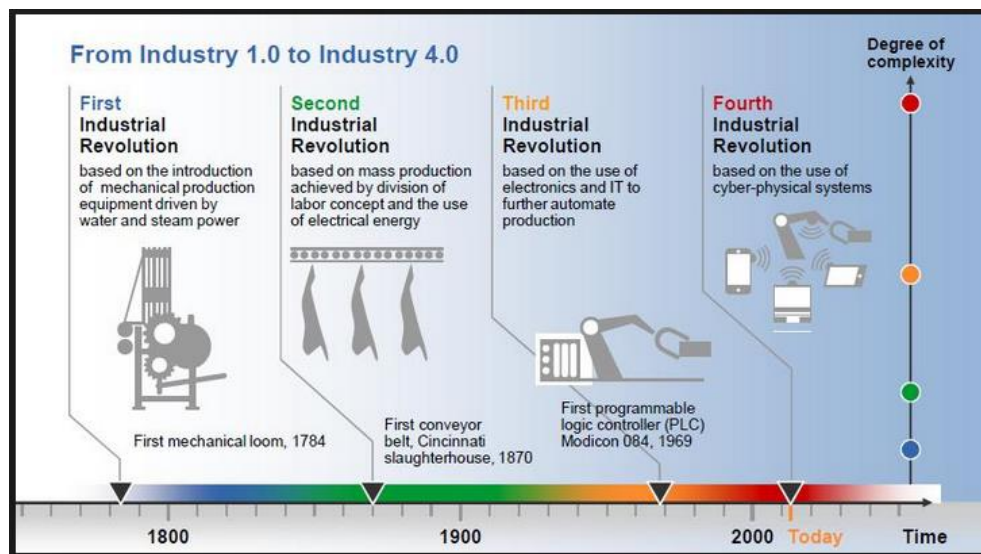 From Industry 1.0 to Industry 4.0
Degree of
complexity
First
Industrial
Revolution
based on the introduction
of mechanical production
equipment driven by
water and steam power
First mechanical loom, 1784
Second
Industrial
Revolution
based on mass production
achieved by division of
labor concept and the use
of electrical energy
First conveyor
belt, Cincinnati
slaughterhouse, 1870
Third
Industrial
Revolution
based on the use of
electronics and IT to
further automate
production
First programmable
logic controller (PLC)
Modicon 084, 1969
Fourth
Industrial
Revolution
based on the use of
cyber-physical systems
1800
1900
2000
Today
Time